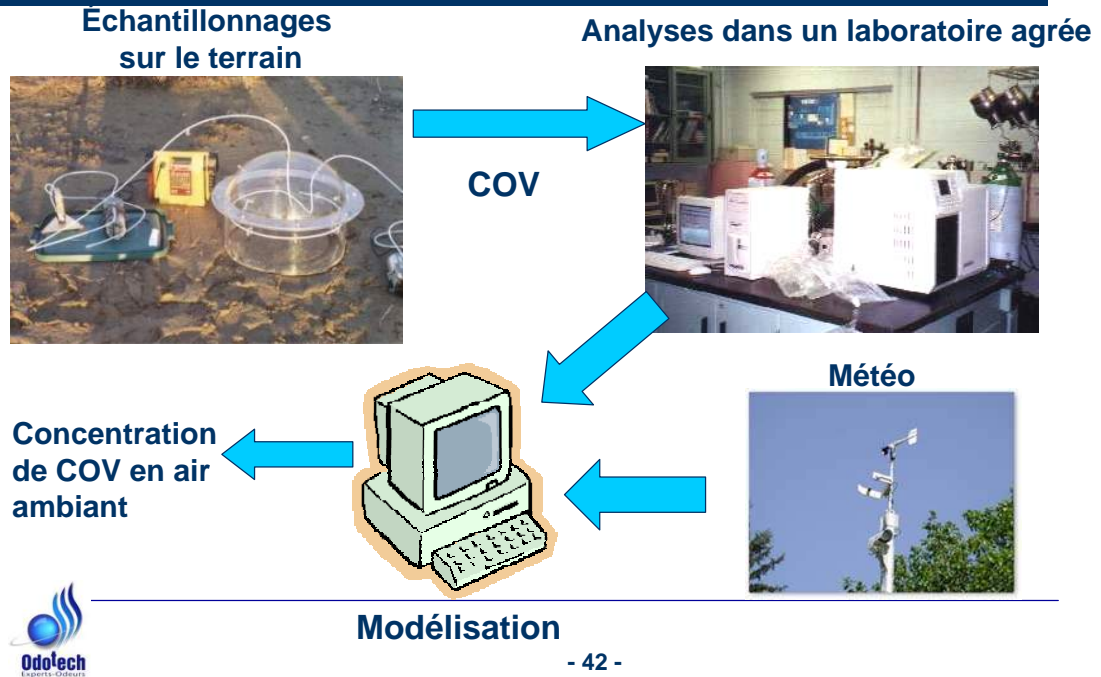 Échantillonnages
sur le terrain
Analyses dans un laboratoire agrée
COV
Météo
Concentration
de COV en air
ambiant
Modélisation
Odotech
Experts-Odeurs
- 42 -